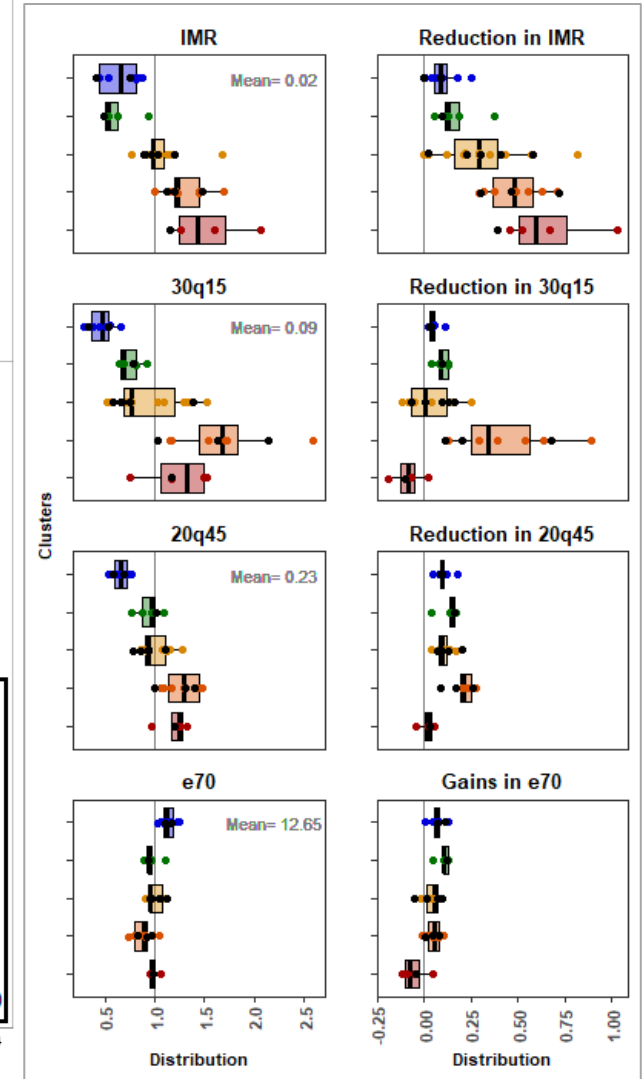 IMR
Reduction in IMR
Mean= 0.02
30q15
Reduction in 30q15
Mean= 0.09
Clusters
20q45
Reduction in 20q45
Mean= 0.23
e70
Gains in e70
Mean= 12.65
0.5 1.0 1.5 2.0 2.5
-0.25 0.00 0.25 0.50 0.75 1.00
Distribution
Distribution